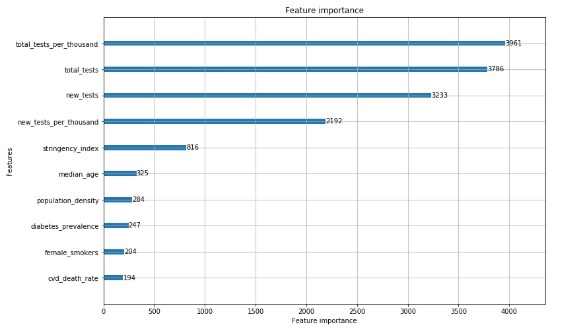 Feature importance
total_tests_per_thousand 3961
total_tests 3786
new_tests 3233
new_tests_per_thousand 2192
stringency_index 816
median_age 325
population_density 284
diabetes_prevalence 247
female_smokers 204
cvd_death_rate 194
Features
0 500 1000 1500 2000 2500 3000 3500 4000
Feature importance